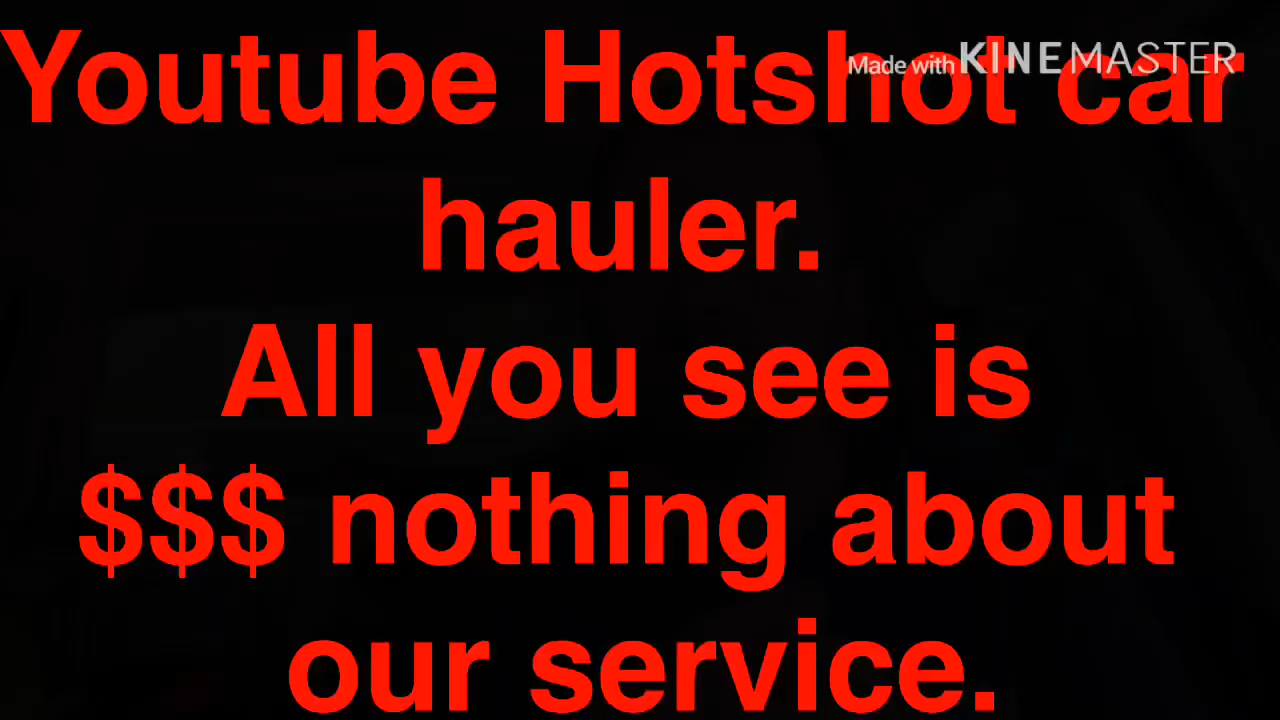 Made with KINEMASTER
Youtube Hotshot car
hauler.
All you see is
$$$ nothing about
our service.